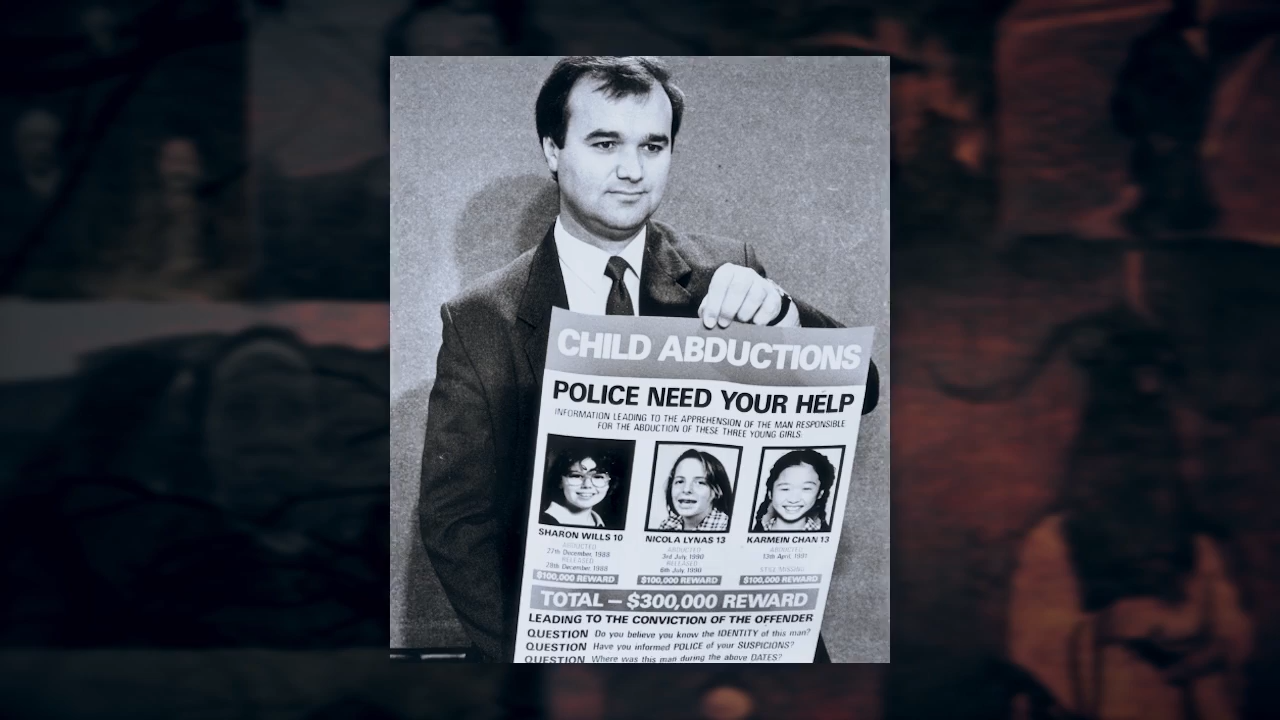 CHILD ABDUCTIONS
POLICE NEED YOUR HELP
INFORMATION LEADING TO THE APPREHENSION OF THE MAN RESPONSIBLE
FOR THE ABDUCTION OF THESE THREE YOUNG GIRLS.
SHARON WILLS 10
ABDUCTED
27th December, 1988
RELEASED
28th December, 1988
$100,000 REWARD
NICOLA LYNAS 13
ABDUCTED
3rd July, 1990
RELEASED
6th July, 1990
$100,000 REWARD
KARMEIN CHAN 13
ABDUCTED
13th April, 1991
STILL MISSING
$100,000 REWARD
TOTAL – $300,000 REWARD
LEADING TO THE CONVICTION OF THE OFFENDER
QUESTION Do you believe you know the IDENTITY of this man?
QUESTION Have you informed POLICE of your SUSPICIONS?
QUESTION Where was this man during the above DATES?